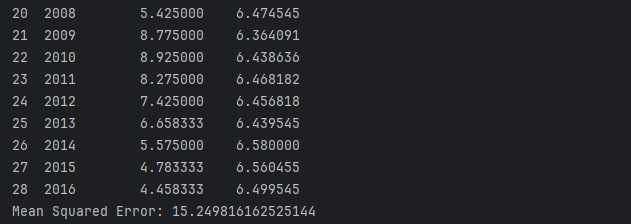 20 2008 5.425000 6.474545
21 2009 8.775000 6.364091
22 2010 8.925000 6.438636
23 2011 8.275000 6.468182
24 2012 7.425000 6.456818
25 2013 6.658333 6.439545
26 2014 5.575000 6.580000
27 2015 4.783333 6.560455
28 2016 4.458333 6.499545
Mean Squared Error: 15.249816162525144